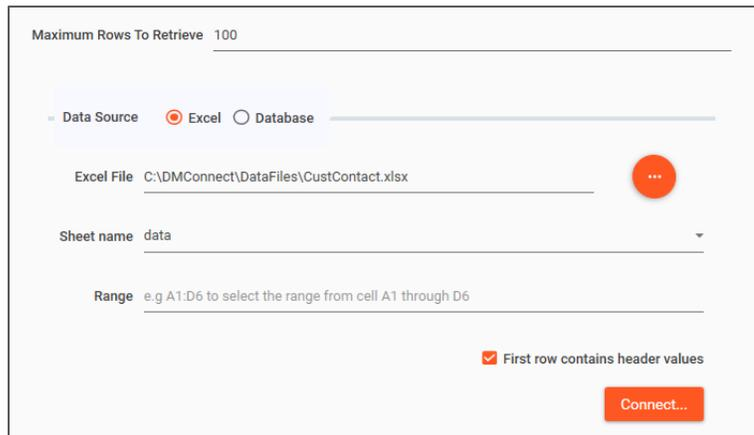 Maximum Rows To Retrieve 100
Data Source Excel Database
Excel File C:\DMConnect\DataFiles\CustContact.xlsx ...
Sheet name data
Range e.g A1:D6 to select the range from cell A1 through D6
First row contains header values
Connect...